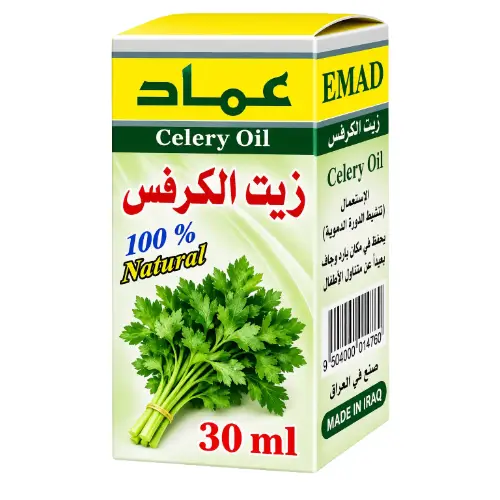 عماد
Celery Oil
زيت الكرفس
100 %
Natural
30 ml
EMAD
زيت الكرفس
Celery Oil
الإستعمال
(تنشيط الدورة الدموية)
يحفظ في مكان بارد وجاف
بعيداً عن متناول الأطفال
9 504000 014760
صنع في العراق
MADE IN IRAQ